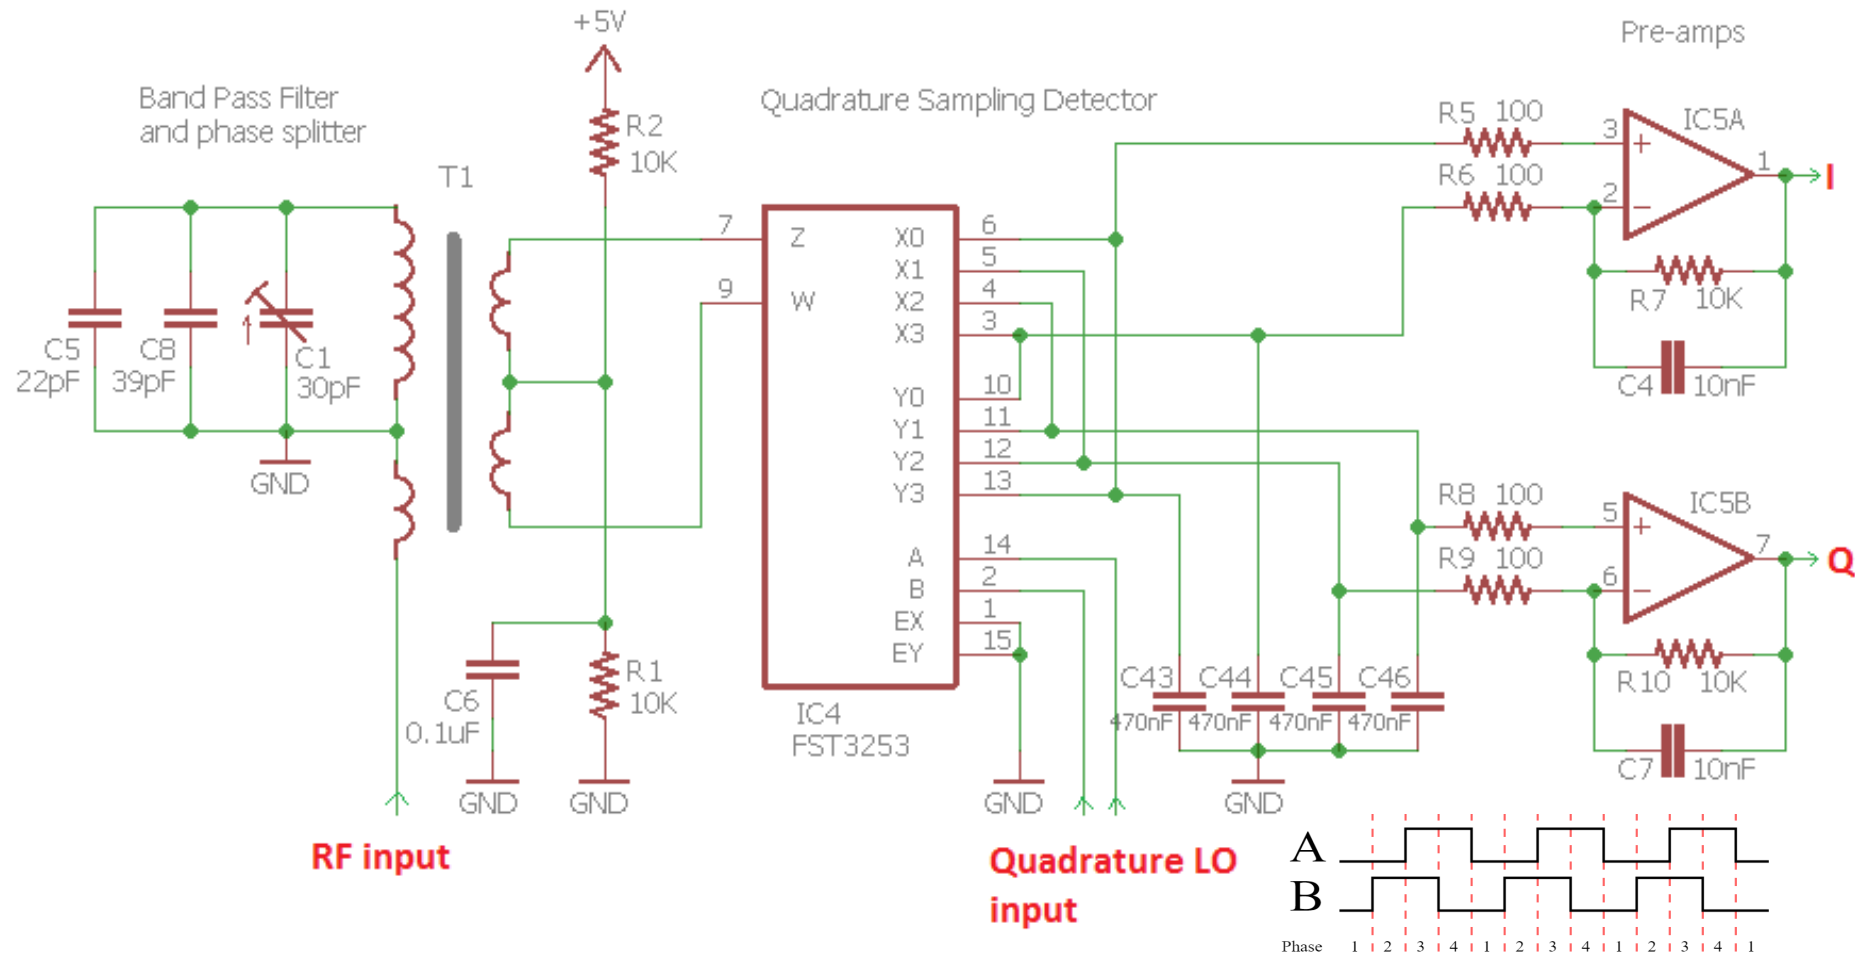 +5V
Pre-amps
Band Pass Filter
and phase splitter
Quadrature Sampling Detector
T1
R2
10K
R5 100
IC5A
3
+
1
I
R6 100
2
−
R7 10K
C4 10nF
C5
22pF
C8
39pF
C1
30pF
GND
7
Z
9
W
X0
6
X1
5
X2
4
X3
3
Y0
10
Y1
11
Y2
12
Y3
13
A
14
B
2
EX
1
EY
15
IC4
FST3253
R8 100
IC5B
5
+
7
Q
R9 100
6
−
R10 10K
C7 10nF
R1
10K
C6
0.1uF
C43
470nF
C44
470nF
C45
470nF
C46
470nF
GND
GND
GND
GND
RF input
Quadrature LO
input
A
B
Phase 1 2 3 4 1 2 3 4 1 2 3 4 1